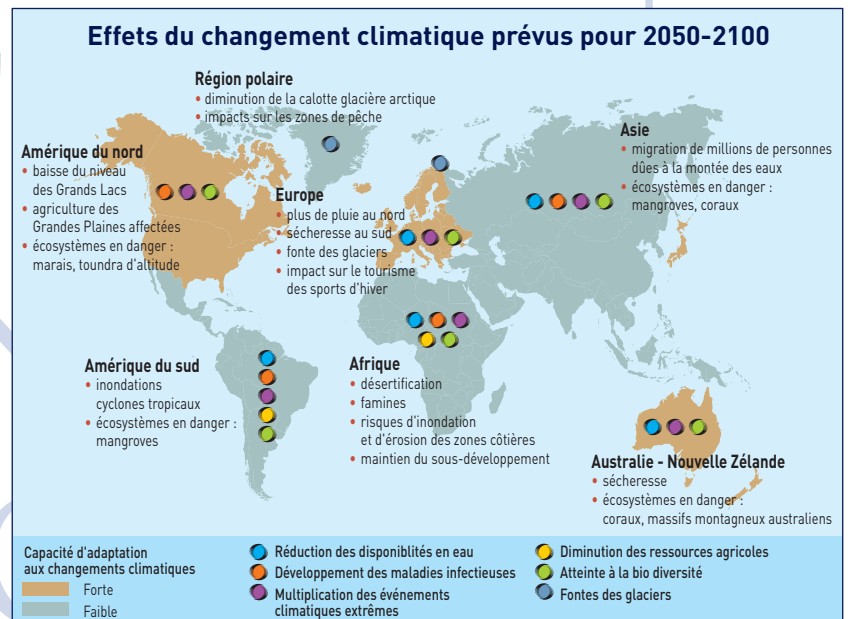 Effets du changement climatique prévus pour 2050-2100
Région polaire
• diminution de la calotte glacière arctique
• impacts sur les zones de pêche
Amérique du nord
• baisse du niveau
des Grands Lacs
• agriculture des
Grandes Plaines affectées
• écosystèmes en danger :
marais, toundra d'altitude
Europe
• plus de pluie au nord
• sécheresse au sud
• fonte des glaciers
• impact sur le tourisme
des sports d'hiver
Asie
• migration de millions de personnes
dûes à la montée des eaux
• écosystèmes en danger :
mangroves, coraux
Amérique du sud
• inondations
cyclones tropicaux
• écosystèmes en danger :
mangroves
Afrique
• désertification
• famines
• risques d'inondation
et d'érosion des zones côtières
• maintien du sous-développement
Australie - Nouvelle Zélande
• sécheresse
• écosystèmes en danger :
coraux, massifs montagneux australiens
Capacité d'adaptation
aux changements climatiques
Forte
Faible
Réduction des disponiblités en eau
Développement des maladies infectieuses
Multiplication des événements
climatiques extrêmes
Diminution des ressources agricoles
Atteinte à la bio diversité
Fontes des glaciers